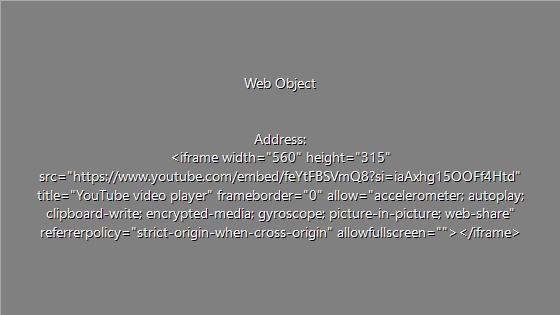 Web Object
Address:
<iframe width="560" height="315"
src="https://www.youtube.com/embed/feYtFBSVmQ8?si=iaAxhg15OOFf4Htd"
title="YouTube video player" frameborder="0" allow="accelerometer; autoplay;
clipboard-write; encrypted-media; gyroscope; picture-in-picture; web-share"
referrerpolicy="strict-origin-when-cross-origin" allowfullscreen=""></iframe>